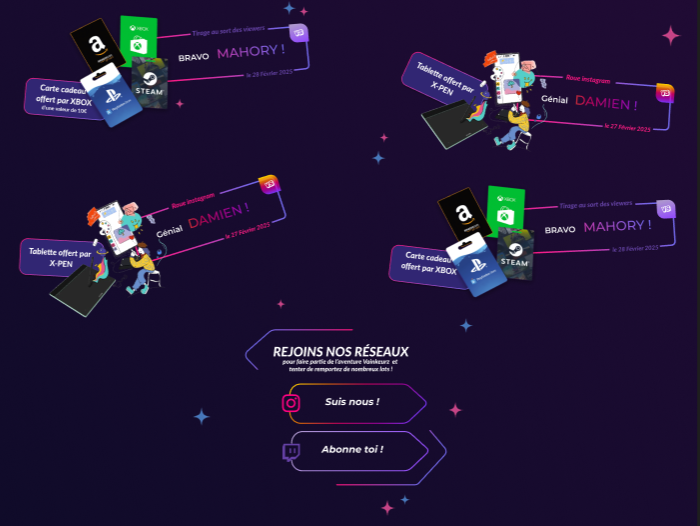 Tirage au sort des viewers
BRAVO MAHORY !
le 28 Février 2025
XBOX
a
STEAM
Carte cadeau
offert par XBOX
d'une valeur de 50€
Roue Instagram
Génial DAMIEN !
le 27 Février 2025
Tablette offert par
X-PEN
Roue Instagram
Génial DAMIEN !
le 27 Février 2025
Tablette offert par
X-PEN
Tirage au sort des viewers
BRAVO MAHORY !
le 28 Février 2025
XBOX
a
STEAM
Carte cadeau
offert par XBOX
REJOINS NOS RÉSEAUX
pour faire partie de l'aventure Vainkeurz et
tenter de remportez de nombreux lots !
Suis nous !
Abonne toi !